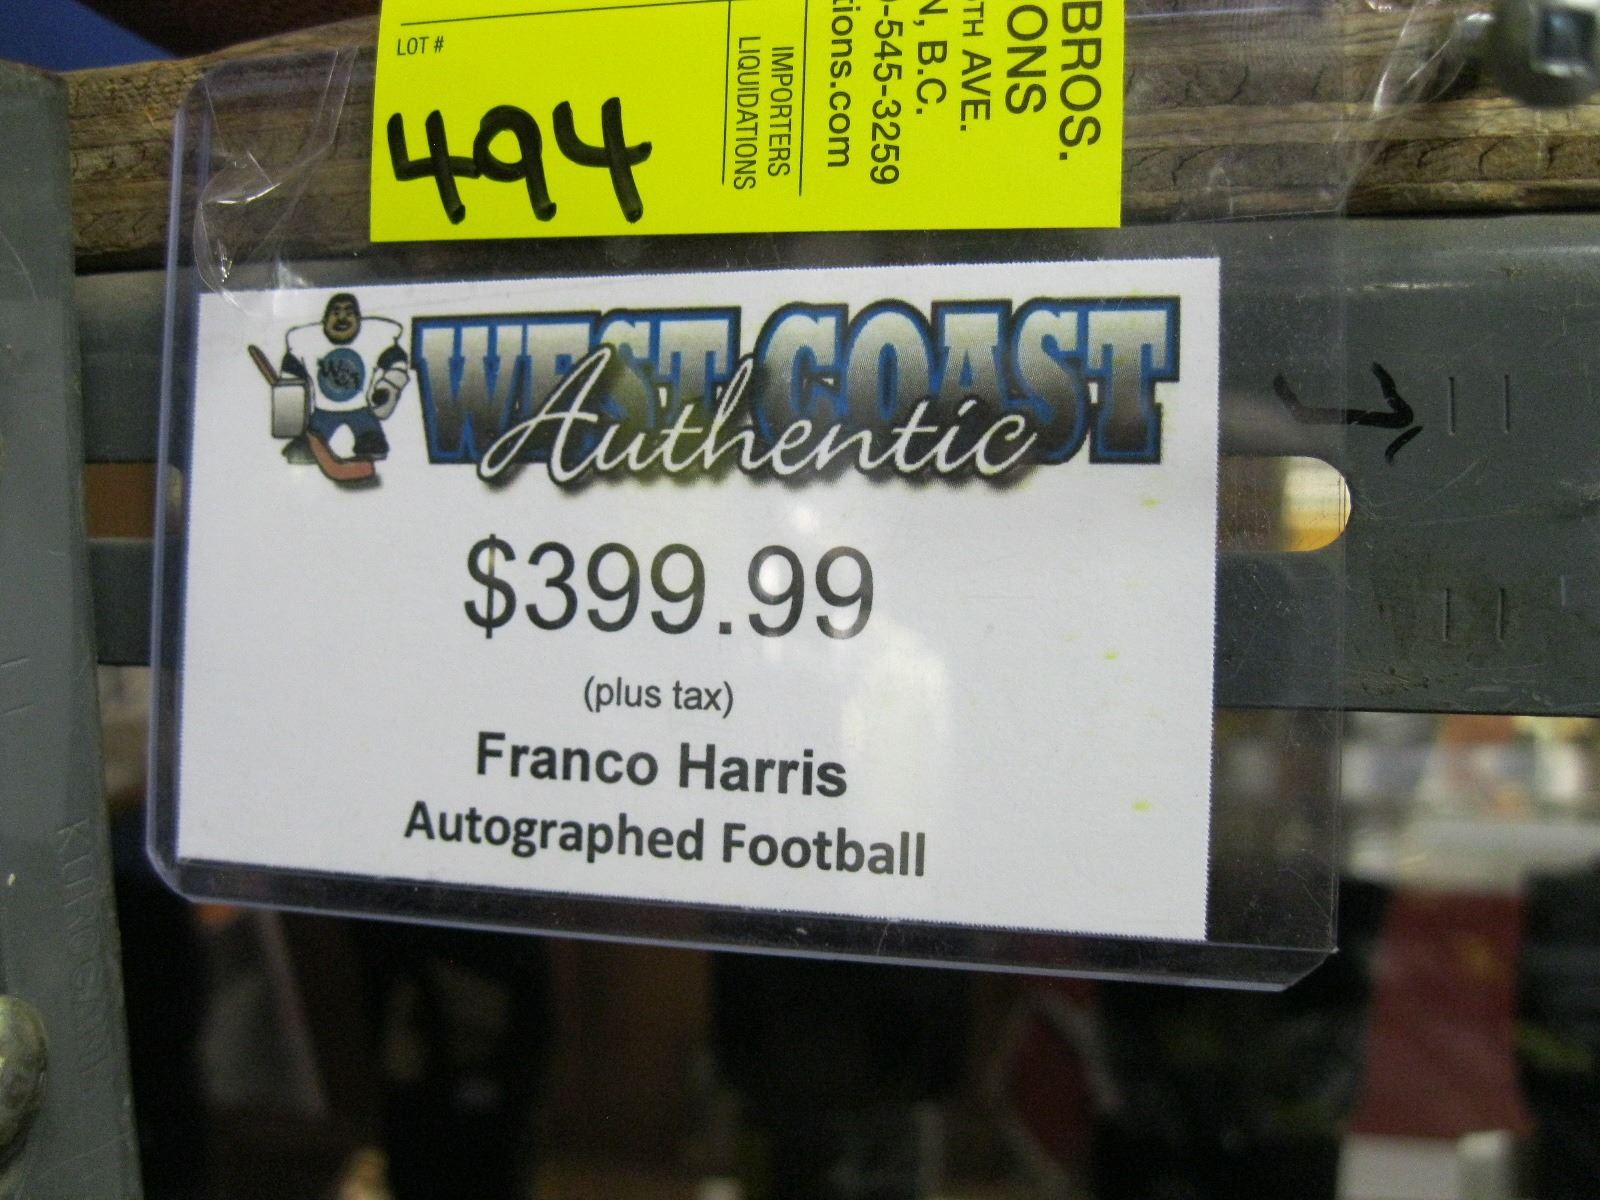 BROS.
ONS
TH AVE.
N, B.C.
-545-3259
tions.com
IMPORTERS
LIQUIDATIONS
LOT #
494
WEST COAST
Authentic
$399.99
(plus tax)
Franco Harris
Autographed Football